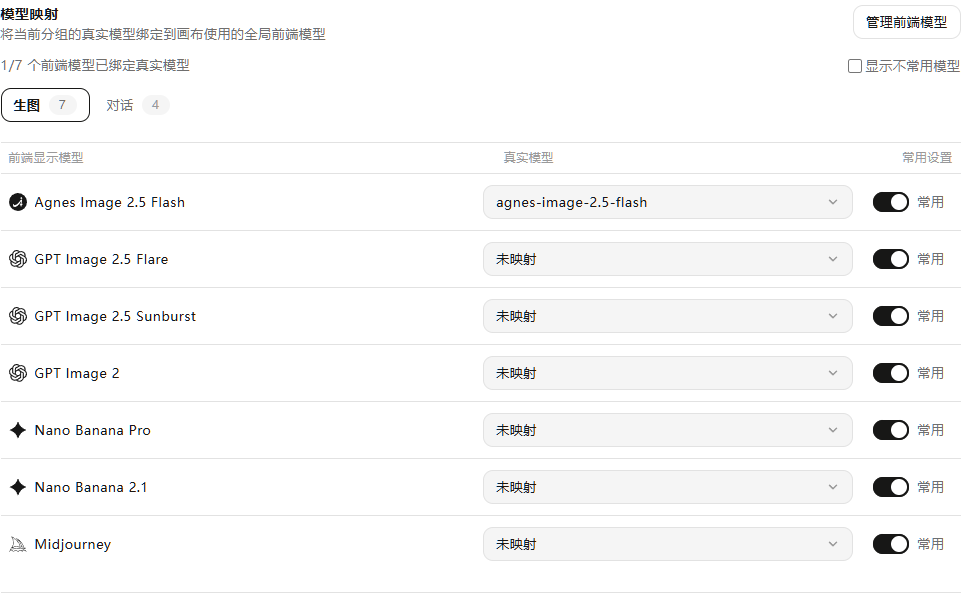 模型映射
管理前端模型
将当前分组的真实模型绑定到画布使用的全局前端模型
1/7 个前端模型已绑定真实模型
显示不常用模型
生图 7 对话 4
前端显示模型 真实模型 常用设置
Agnes Image 2.5 Flash agnes-image-2.5-flash 常用
GPT Image 2.5 Flare 未映射 常用
GPT Image 2.5 Sunburst 未映射 常用
GPT Image 2 未映射 常用
Nano Banana Pro 未映射 常用
Nano Banana 2.1 未映射 常用
Midjourney 未映射 常用